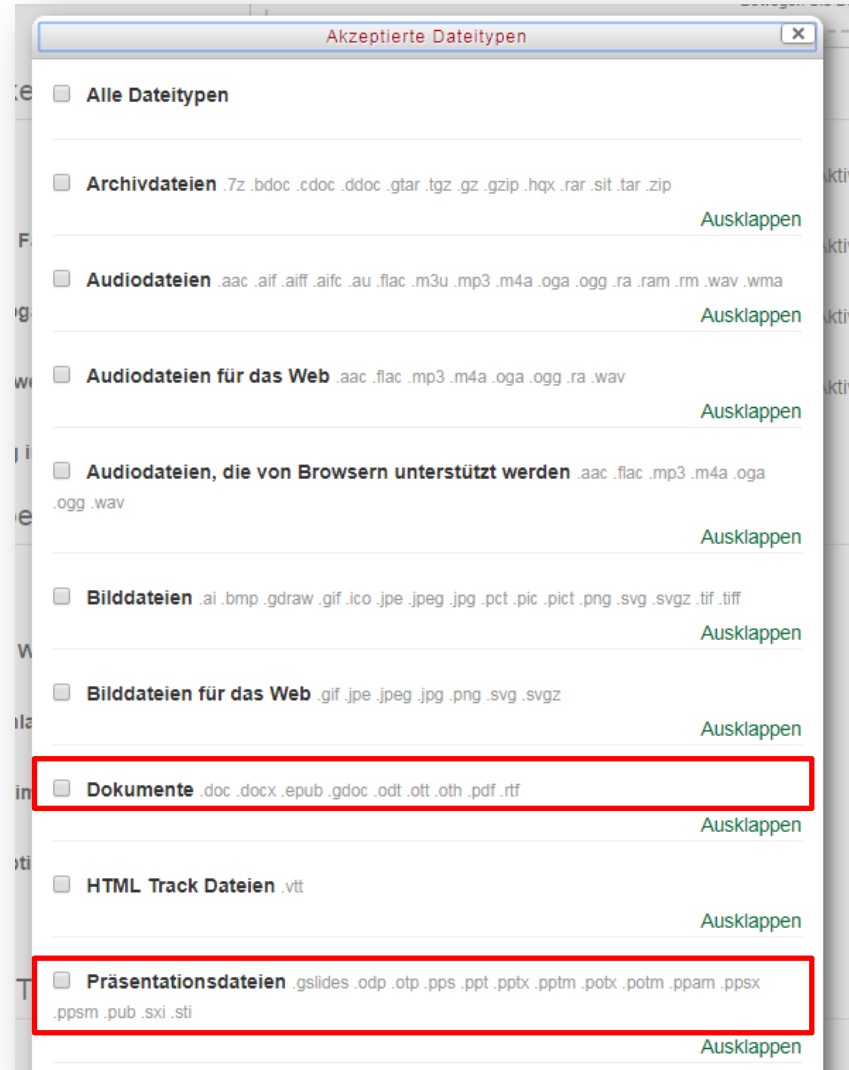 Akzeptierte Dateitypen
Alle Dateitypen
Archivdateien .7z .bdoc .cdoc .ddoc .gtar .tgz .gz .gzip .hqx .rar .sit .tar .zip
Ausklappen
Audiodateien .aac .aif .aiff .aifc .au .flac .m3u .mp3 .m4a .oga .ogg .ra .ram .rm .wav .wma
Ausklappen
Audiodateien für das Web .aac .flac .mp3 .m4a .oga .ogg .ra .wav
Ausklappen
Audiodateien, die von Browsern unterstützt werden .aac .flac .mp3 .m4a .oga
.ogg .wav
Ausklappen
Bilddateien .ai .bmp .gdraw .gif .ico .jpe .jpeg .jpg .pct .pic .pict .png .svg .svgz .tif .tiff
Ausklappen
Bilddateien für das Web .gif .jpe .jpeg .jpg .png .svg .svgz
Ausklappen
Dokumente .doc .docx .epub .gdoc .odt .ott .oth .pdf .rtf
Ausklappen
HTML Track Dateien .vtt
Ausklappen
Präsentationsdateien .gslides .odp .otp .pps .ppt .pptx .pptm .potx .potm .ppam .ppsx
.ppsm .pub .sxi .sti
Ausklappen